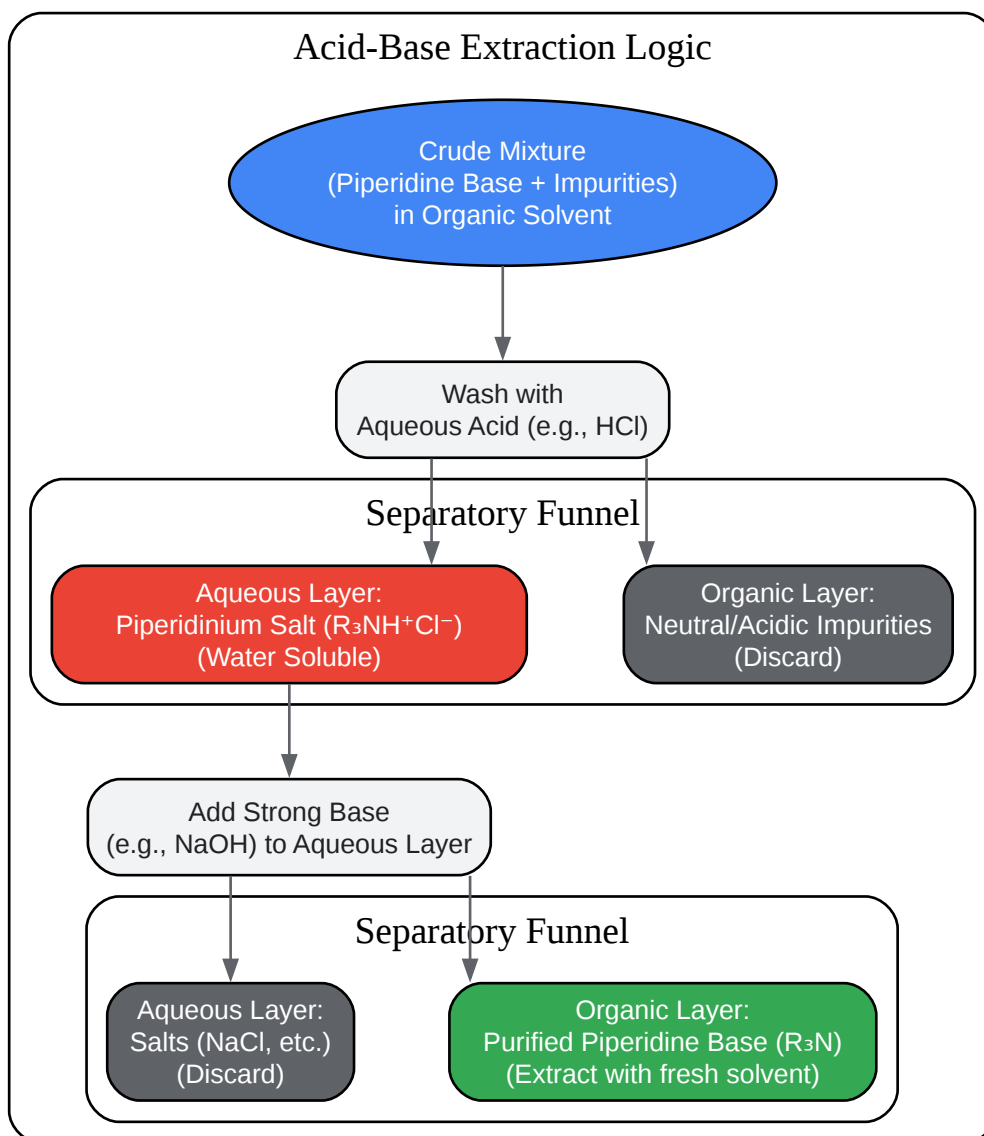 Acid-Base Extraction Logic
Crude Mixture
(Piperidine Base + Impurities)
in Organic Solvent
Wash with
Aqueous Acid (e.g., HCl)
Separatory Funnel
Aqueous Layer:
Piperidinium Salt (R₃NH⁺Cl⁻)
(Water Soluble)
Organic Layer:
Neutral/Acidic Impurities
(Discard)
Add Strong Base
(e.g., NaOH) to Aqueous Layer
Separatory Funnel
Aqueous Layer:
Salts (NaCl, etc.)
(Discard)
Organic Layer:
Purified Piperidine Base (R₃N)
(Extract with fresh solvent)